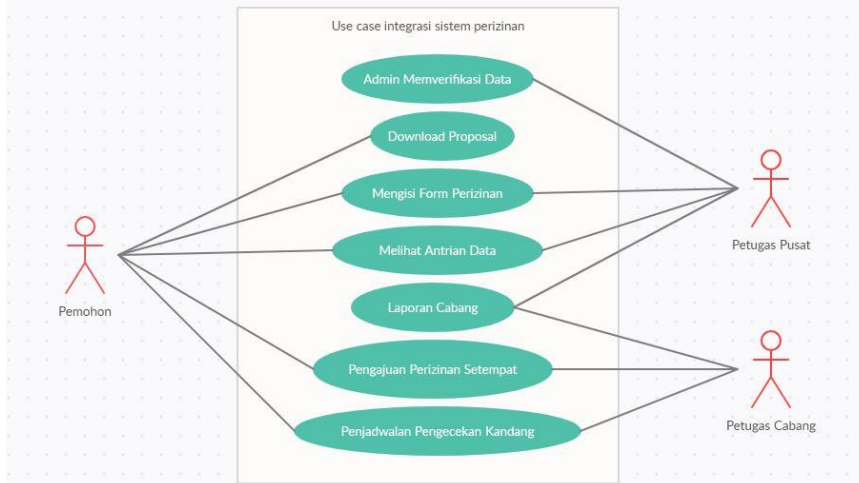 Use case integrasi sistem perizinan
Admin Memverifikasi Data
Download Proposal
Mengisi Form Perizinan
Melihat Antrian Data
Laporan Cabang
Pengajuan Perizinan Setempat
Penjadwalan Pengecekan Kandang
Pemohon
Petugas Pusat
Petugas Cabang